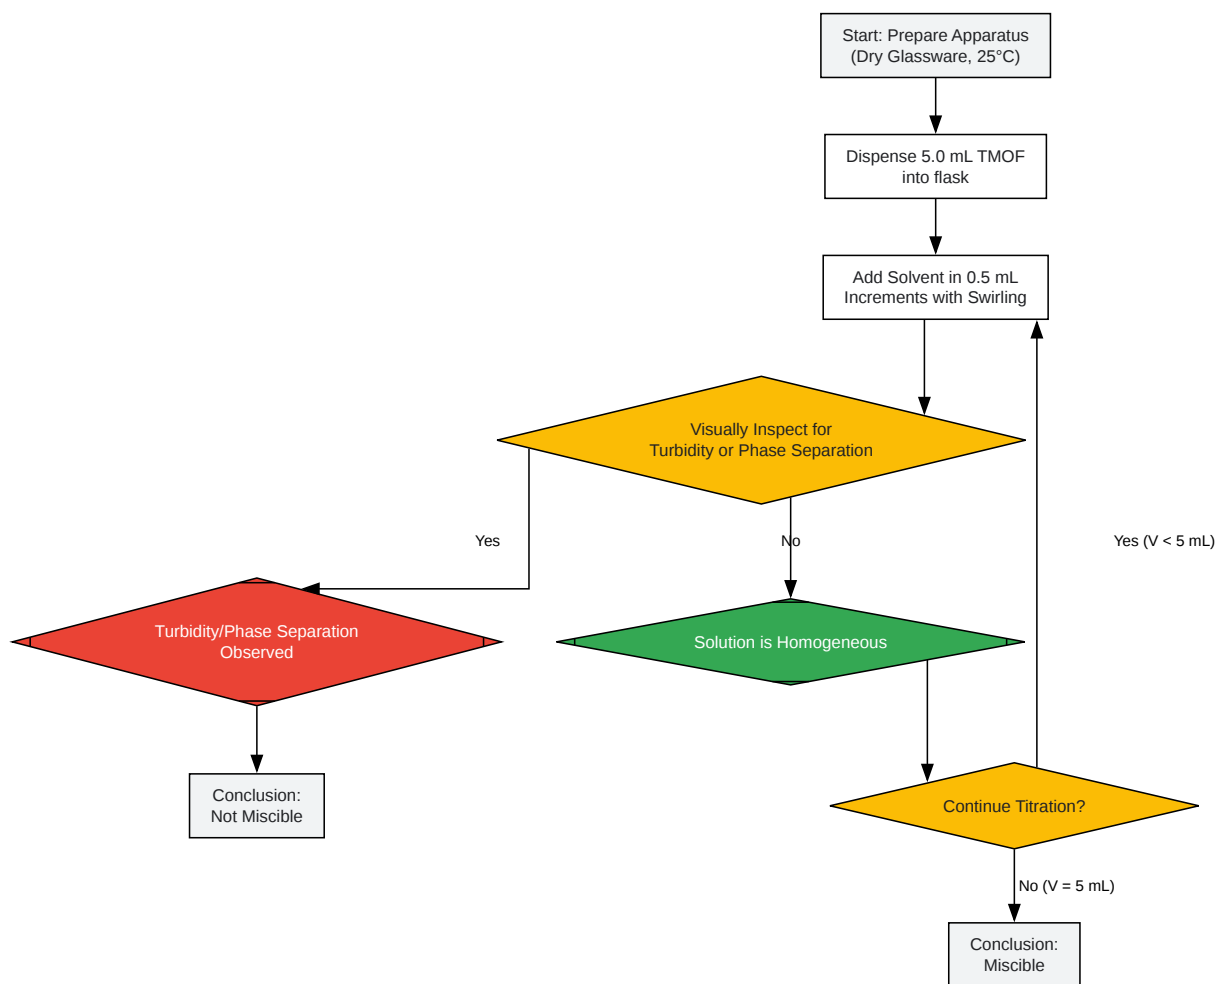 Start: Prepare Apparatus
(Dry Glassware, 25°C)
Dispense 5.0 mL TMOF
into flask
Add Solvent in 0.5 mL
Increments with Swirling
Visually Inspect for
Turbidity or Phase Separation
Yes
No
Yes (V < 5 mL)
Turbidity/Phase Separation
Observed
Solution is Homogeneous
Conclusion:
Not Miscible
Continue Titration?
No (V = 5 mL)
Conclusion:
Miscible